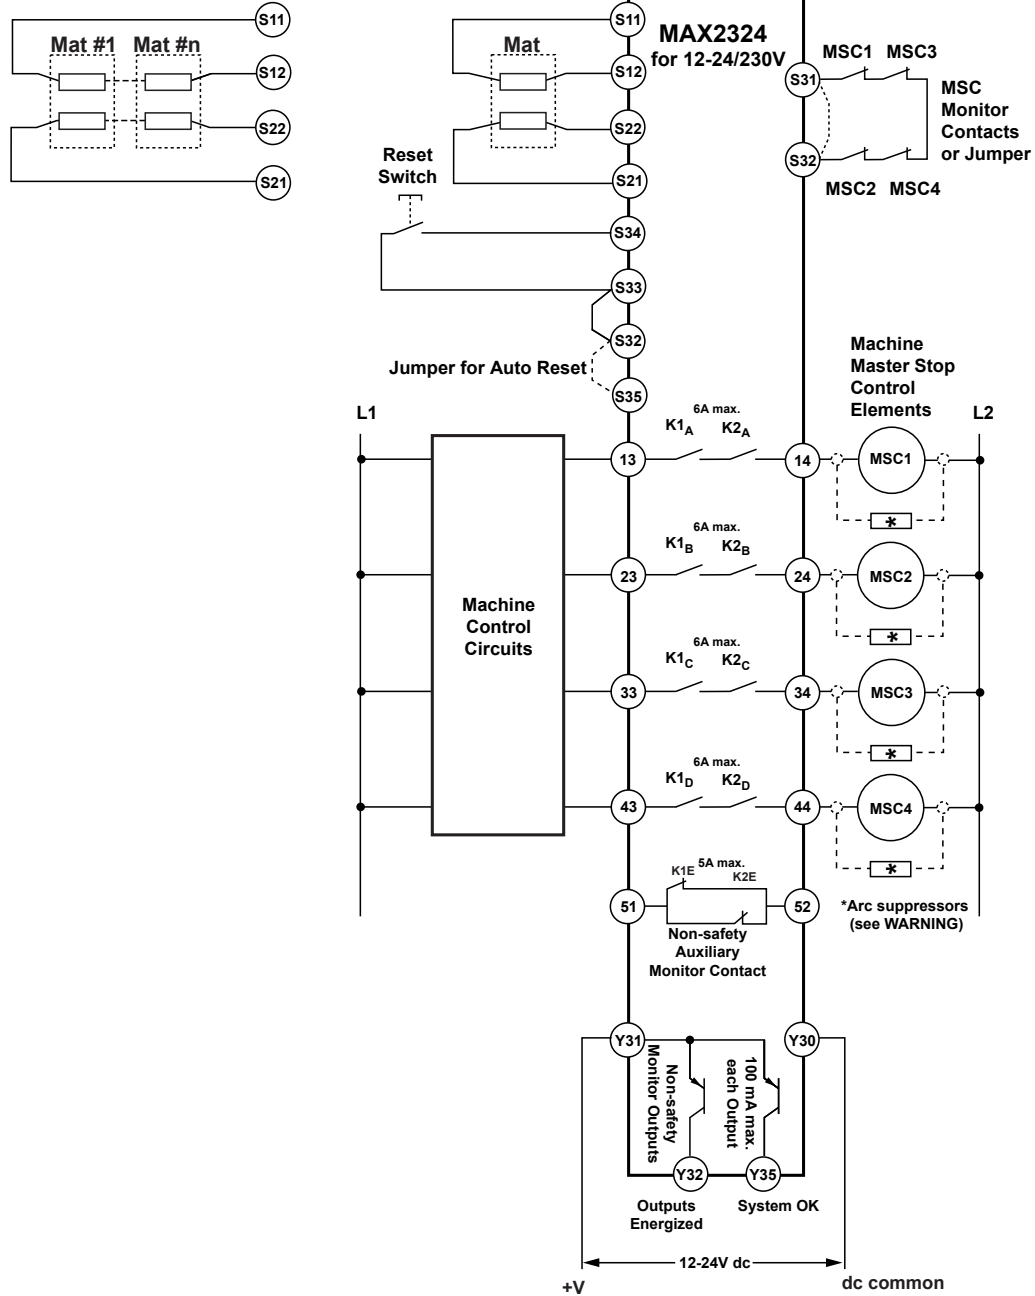 S11
Mat #1 Mat #n
S12
S22
S21
S11
MAX2324
for 12-24/230V
Mat
S12
S22
S21
Reset
Switch
S34
S33
S32
Jumper for Auto Reset
S35
MSC1 MSC3
S31
MSC
Monitor
Contacts
or Jumper
S32
MSC2 MSC4
Machine
Master Stop
Control
Elements
L1
L2
Machine
Control
Circuits
6A max.
K1A K2A
13
14
MSC1
*
6A max.
K1B K2B
23
24
MSC2
*
6A max.
K1C K2C
33
34
MSC3
*
6A max.
K1D K2D
43
44
MSC4
*
5A max.
K1E K2E
51
52
Non-safety
Auxiliary
Monitor Contact
*Arc suppressors
(see WARNING)
Y31
Y30
Non-safety
Monitor Outputs
100 mA max.
each Output
Y32
Y35
Outputs
Energized
System OK
12-24V dc
+V
dc common